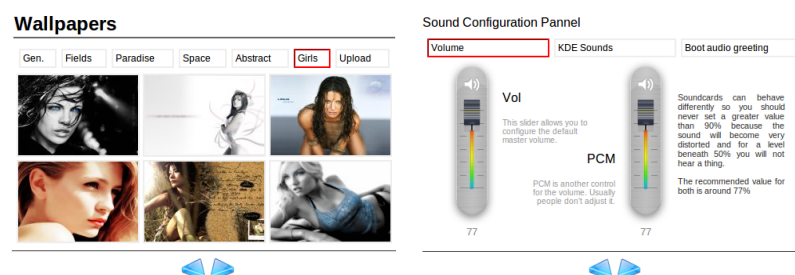 Wallpapers
Gen. Fields Paradise Space Abstract Girls Upload
Sound Configuration Pannel
Volume KDE Sounds Boot audio greeting
Vol
This slider allows you to
configure the default
master volume.
PCM
PCM is another control
for the volume. Usually
people don't adjust it.
77
77
Soundcards can behave
differently so you should
never set a greater value
than 90% because the
sound will become very
distorted and for a level
beneath 50% you will not
hear a thing.
The recommended value for
both is around 77%